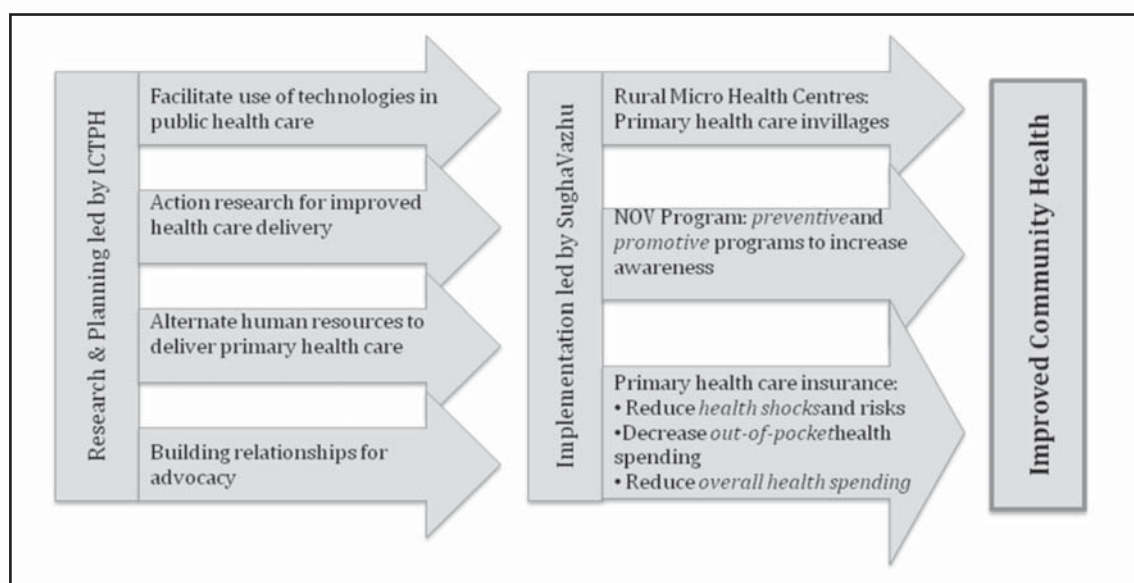 Research & Planning led by ICTPH
Facilitate use of technologies in
public health care
Action research for improved
health care delivery
Alternate human resources to
deliver primary health care
Building relationships for
advocacy
Implementation led by SughaVazhu
Rural Micro Health Centres:
Primary health care invillages
NOV Program: preventiveand
promotive programs to increase
awareness
Primary health care insurance:
• Reduce health shocksand risks
•Decrease out-of-pockethealth
spending
• Reduce overall health spending
Improved Community Health